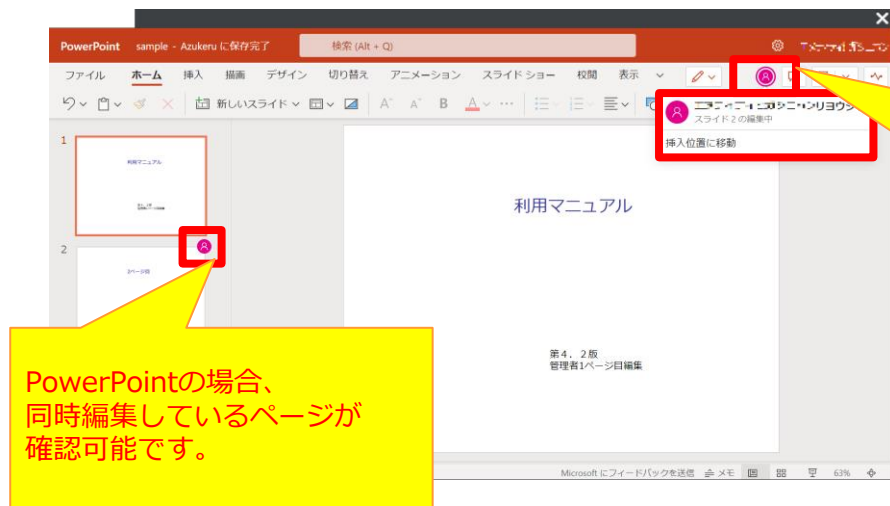 PowerPoint sample - Azukeru に保存完了 検索 (Alt + Q)
ファイル ホーム 挿入 描画 デザイン 切り替え アニメーション スライド ショー 校閲 表示
新しいスライド A A B A ...
スライド 2 の編集中
挿入位置に移動
1
利用マニュアル
2
1ページ目
利用マニュアル
第4．2版
管理者1ページ目編集
PowerPointの場合、
同時編集しているページが
確認可能です。
Microsoft にフィードバックを送信 メモ 63%